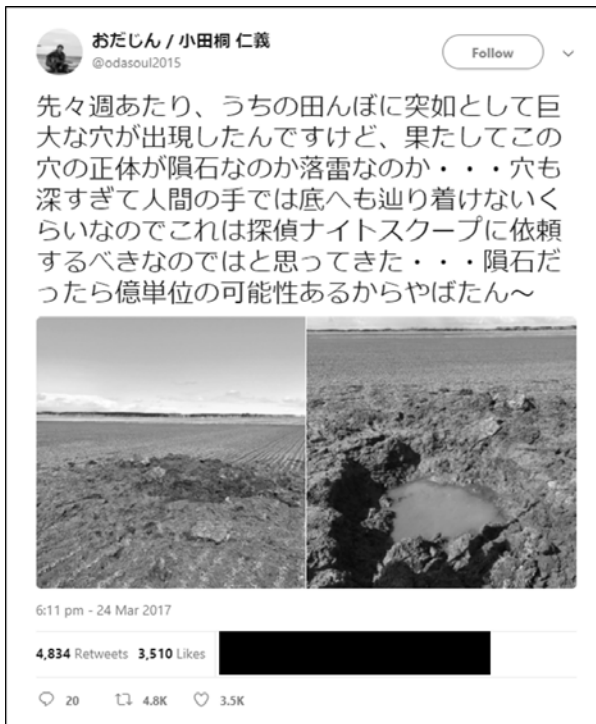 おだじん / 小田桐 仁義
@odasoul2015
Follow
先々週あたり、うちの田んぼに突如として巨
大な穴が出現したんですけど、果たしてこの
穴の正体が隕石なのか落雷なのか・・・穴も
深すぎて人間の手では底へも辿り着けないく
らいなのでこれは探偵ナイトスクープに依頼
するべきなのではと思ってきた・・・隕石だ
ったら億単位の可能性あるからやばたん～
6:11 pm - 24 Mar 2017
4,834 Retweets 3,510 Likes
20 4.8K 3.5K